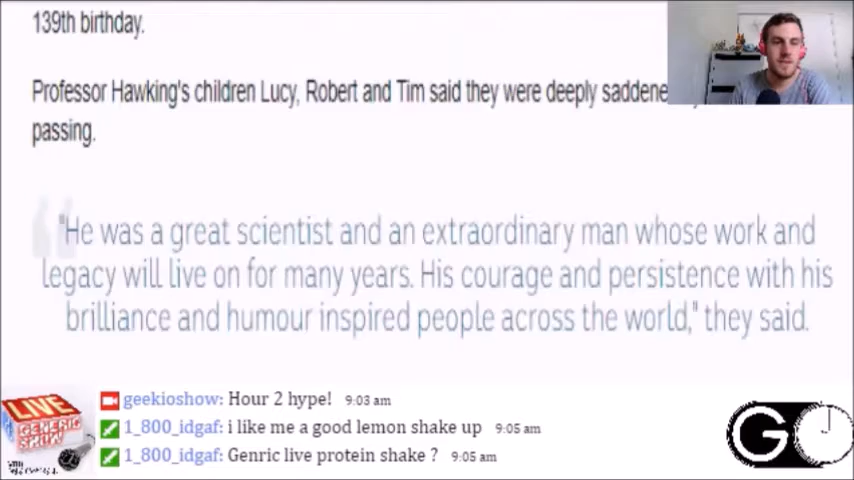 139th birthday.
Professor Hawking's children Lucy, Robert and Tim said they were deeply
passing.
"He was a great scientist and an extraordinary man whose work and
legacy will live on for many years. His courage and persistence with his
brilliance and humour inspired people across the world," they said.
geekioshow: Hour 2 hype! 9:03 am
1_800_idgaf: i like me a good lemon shake up 9:05 am
1_800_idgaf: Genric live protein shake ? 9:05 am
LIVE
GENERIC
SHOW
G